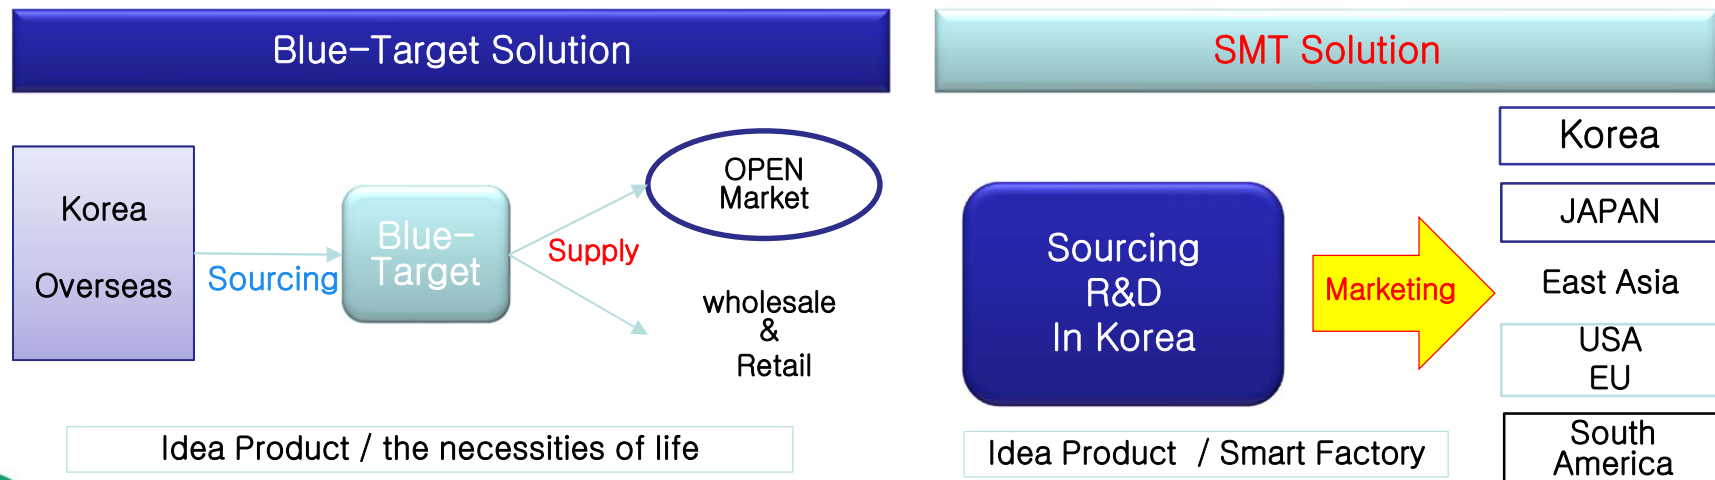 Blue-Target Solution
Korea
Overseas
Sourcing
Blue-
Target
Supply
OPEN
Market
wholesale
&
Retail
Idea Product / the necessities of life
SMT Solution
Sourcing
R&D
In Korea
Marketing
Korea
JAPAN
East Asia
USA
EU
South
America
Idea Product / Smart Factory